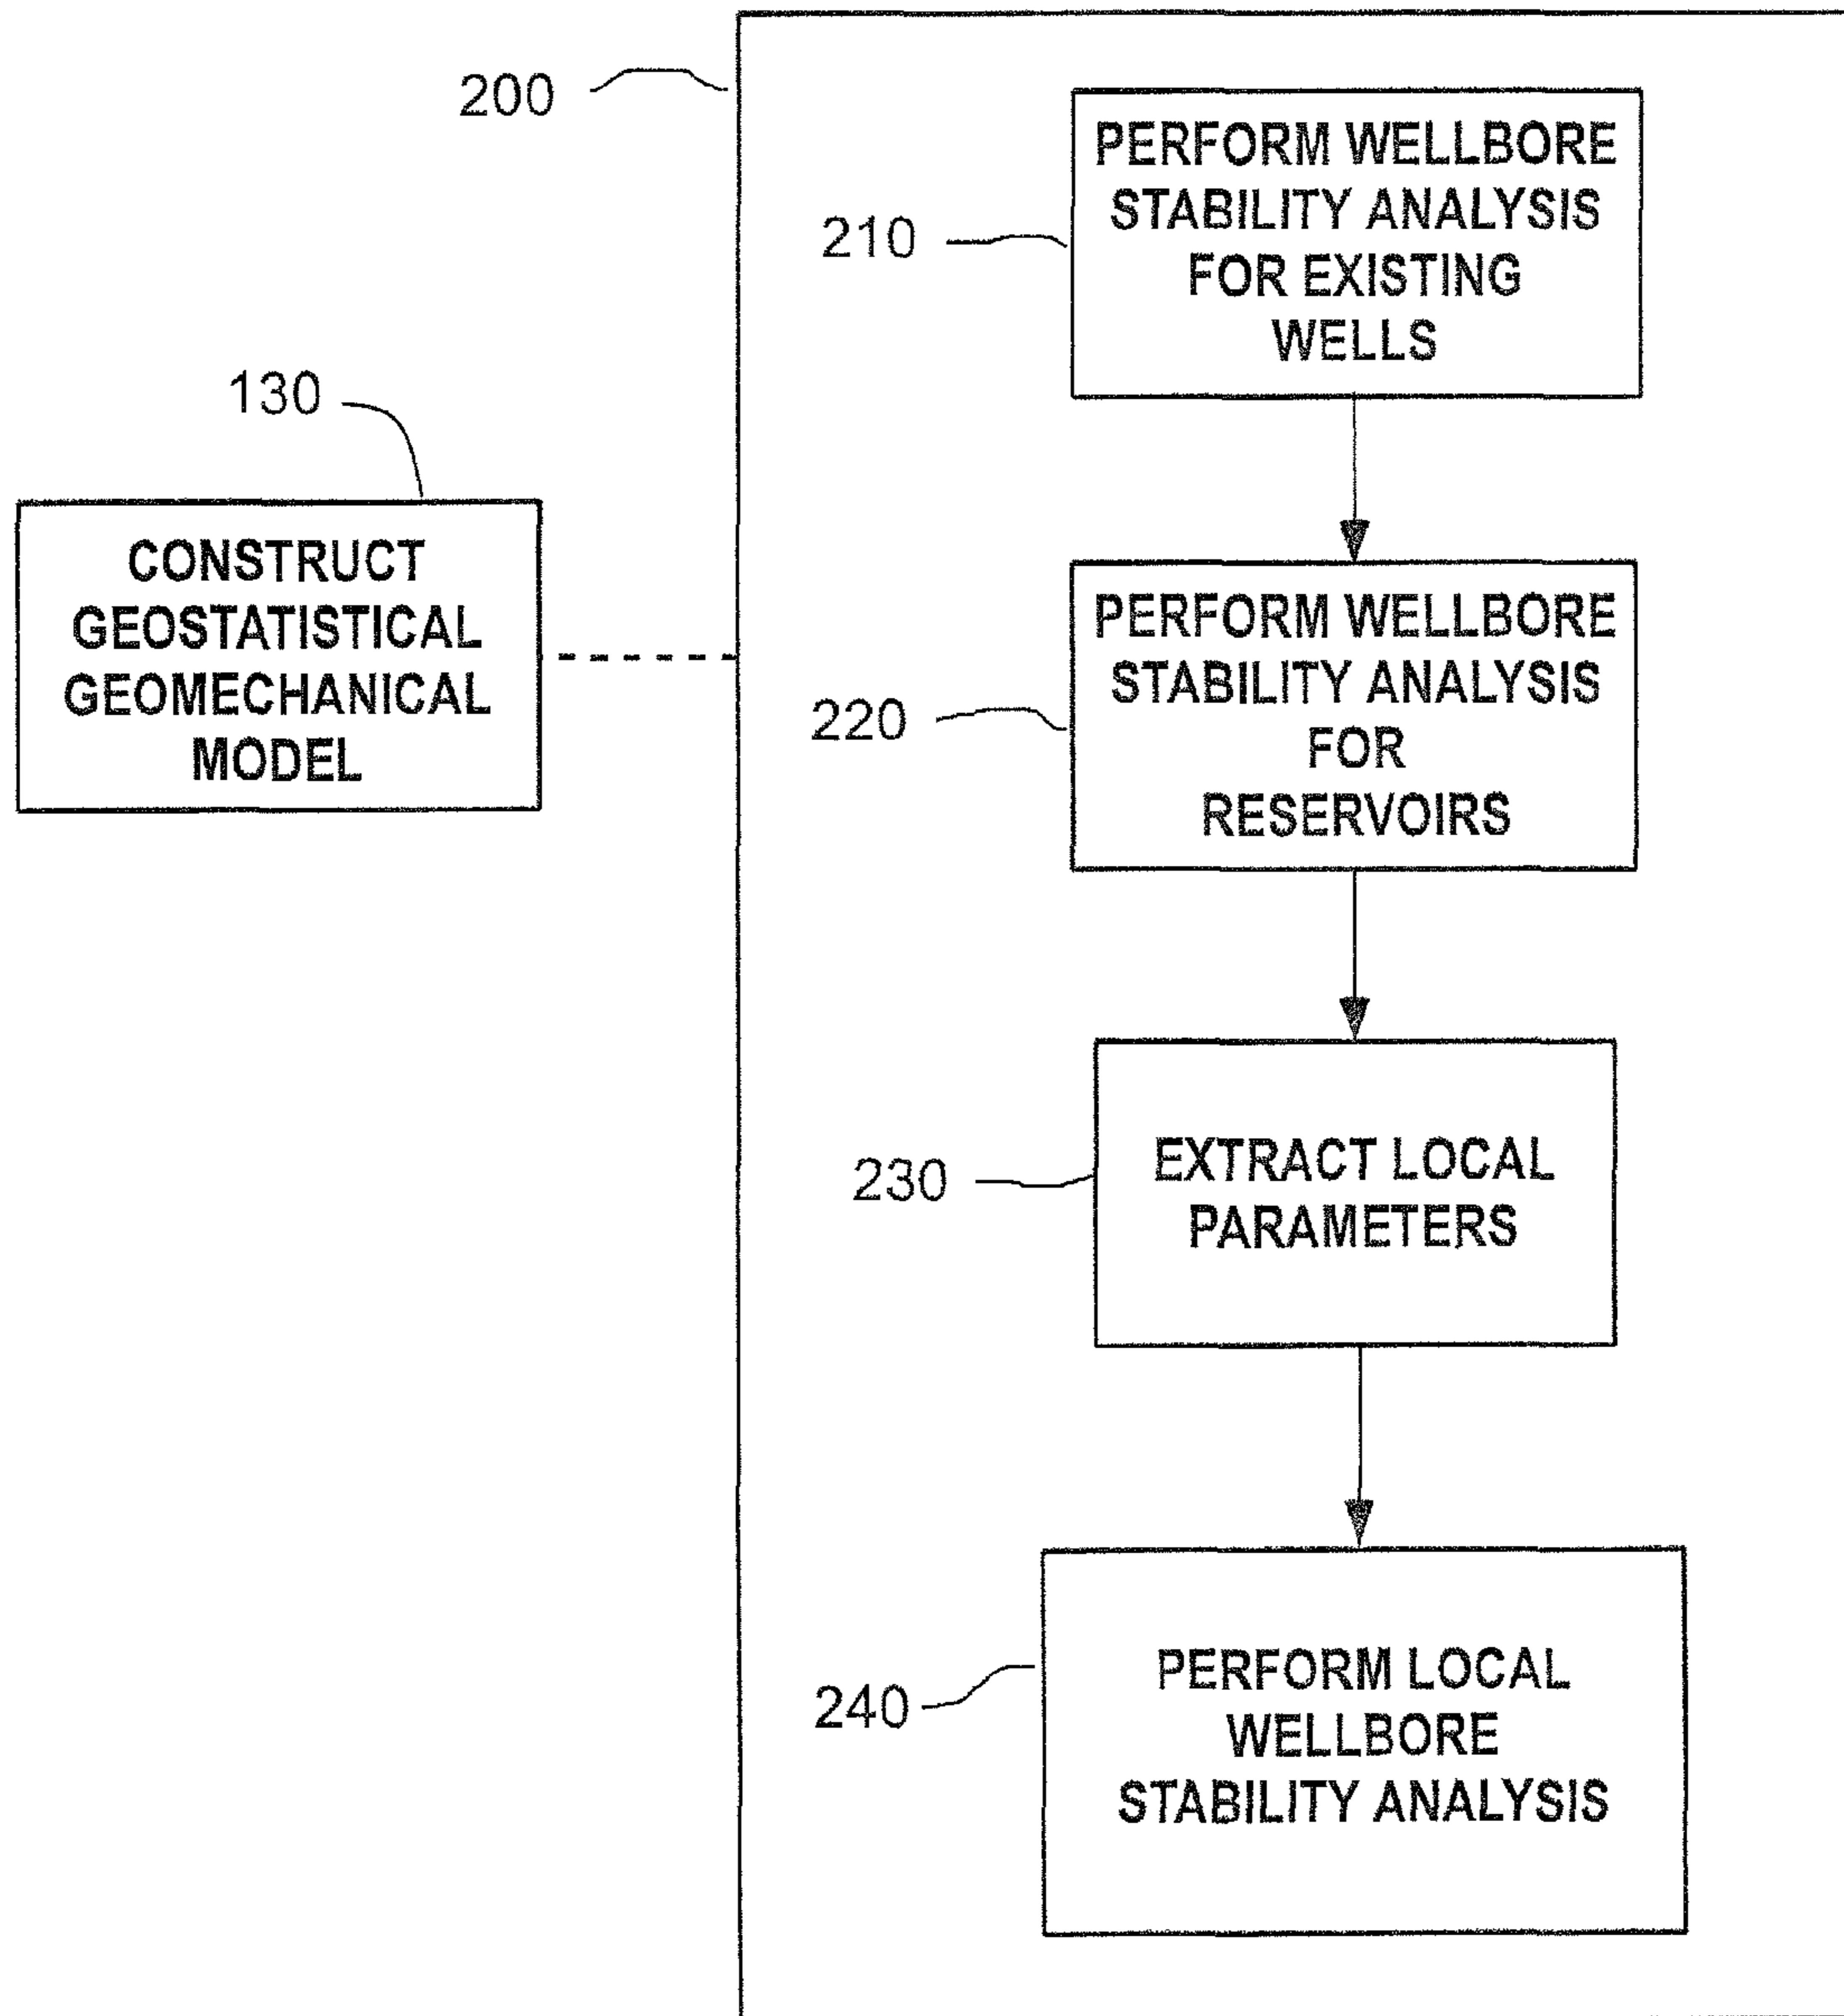 200
PERFORM WELLBORE
STABILITY ANALYSIS
FOR EXISTING
WELLS
210
130
CONSTRUCT
GEOSTATISTICAL
GEOMECHANICAL
MODEL
PERFORM WELLBORE
STABILITY ANALYSIS
FOR
RESERVOIRS
220
EXTRACT LOCAL
PARAMETERS
230
PERFORM LOCAL
WELLBORE
STABILITY ANALYSIS
240